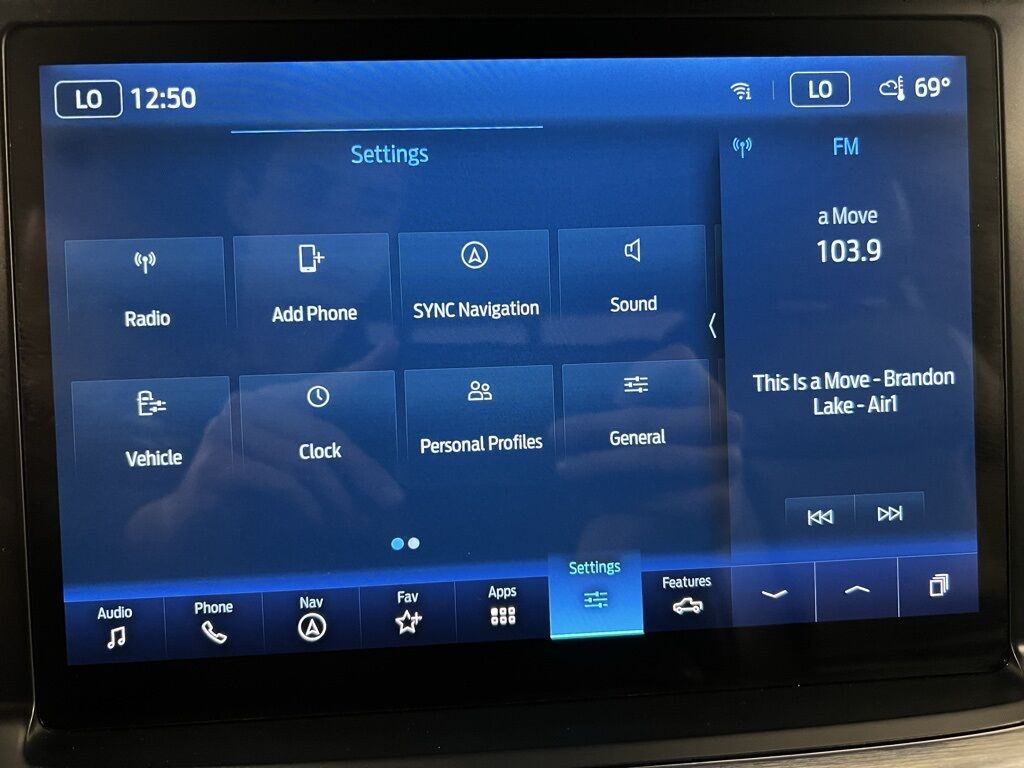 LO 12:50
LO 69°
Settings
Radio
Add Phone
SYNC Navigation
Sound
Vehicle
Clock
Personal Profiles
General
FM
a Move
103.9
This Is a Move - Brandon
Lake - Air1
Audio
Phone
Nav
Fav
Apps
Settings
Features